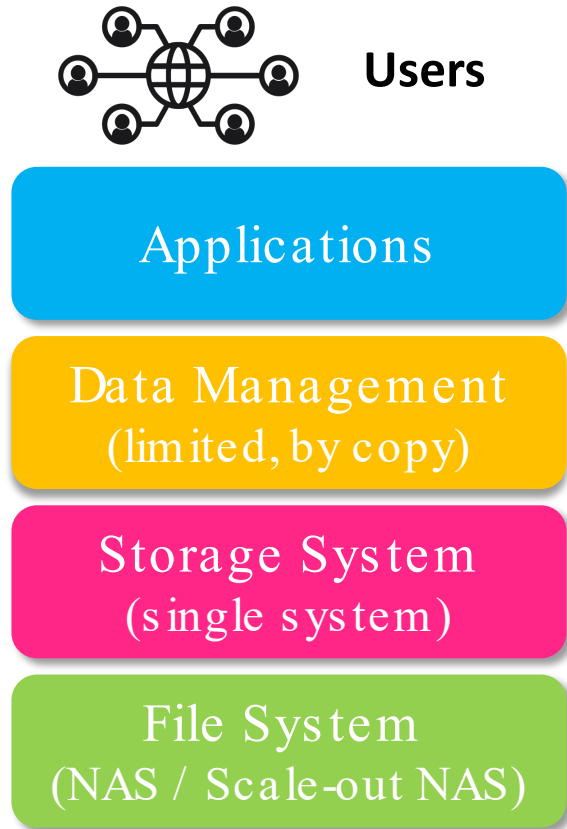 Users
Applications
Data Management
(limited, by copy)
Storage System
(single system)
File System
(NAS / Scale-out NAS)